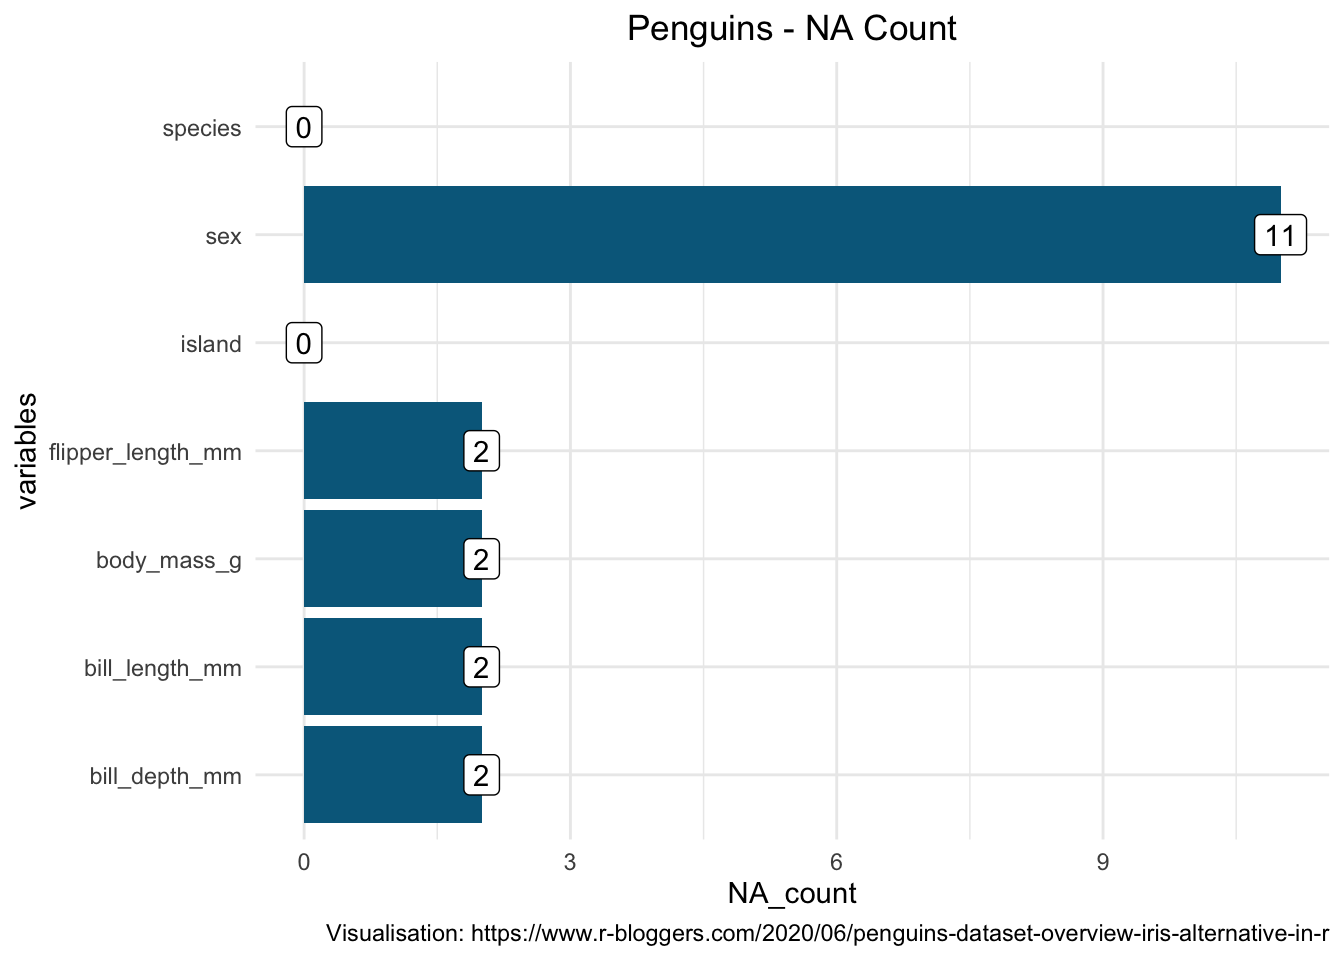 Penguins - NA Count
species
0
sex
11
island
0
variables
flipper_length_mm
2
body_mass_g
2
bill_length_mm
2
bill_depth_mm
2
0 3 6 9
NA_count
Visualisation: https://www.r-bloggers.com/2020/06/penguins-dataset-overview-iris-alternative-in-r